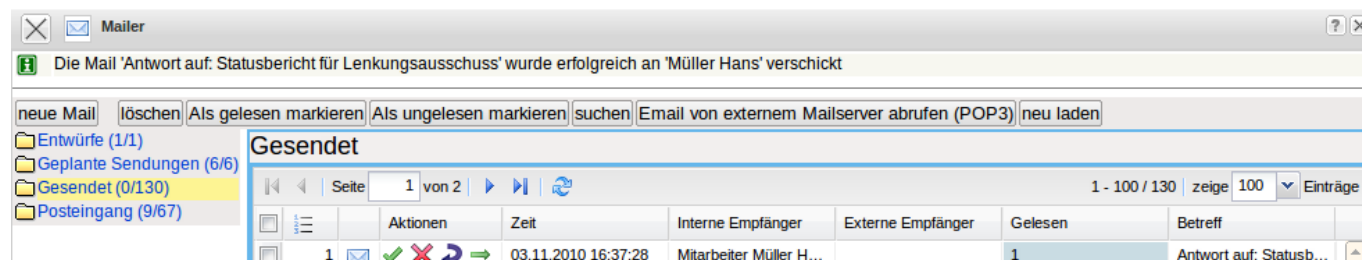 Mailer
?
Die Mail 'Antwort auf: Statusbericht für Lenkungsausschuss' wurde erfolgreich an 'Müller Hans' verschickt
neue Mail löschen Als gelesen markieren Als ungelesen markieren suchen Email von externem Mailserver abrufen (POP3) neu laden
Entwürfe (1/1)
Geplante Sendungen (6/6)
Gesendet (0/130)
Posteingang (9/67)
Gesendet
Seite 1 von 2 1 - 100 / 130 zeige 100 Einträge
Aktionen Zeit Interne Empfänger Externe Empfänger Gelesen Betreff
1 03.11.2010 16:37:28 Mitarbeiter Müller H... 1 Antwort auf: Statusb...